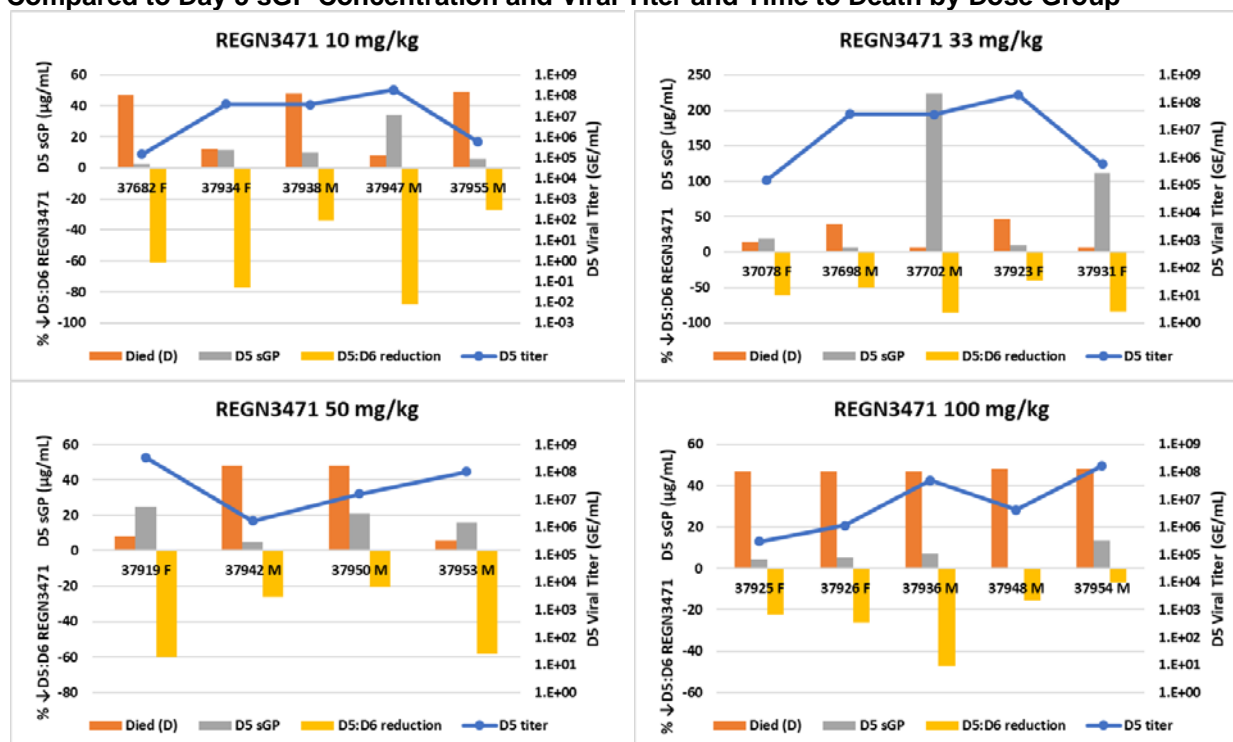 Compared to Day 5 sGP Concentration and Viral Titer and Time to Death by Dose Group
REGN3471 10 mg/kg
% ↓D5:D6 REGN3471 D5 sGP (µg/mL)
60
40
20
0
-20
-40
-60
-80
-100
37682 F 37934 F 37938 M 37947 M 37955 M
1.E+09
1.E+08
1.E+07
1.E+06
1.E+05
1.E+04
1.E+03
1.E+02
1.E+01
1.E+00
1.E-01
1.E-02
1.E-03
D5 Viral Titer (GE/mL)
Died (D) D5 sGP D5:D6 reduction D5 titer
REGN3471 33 mg/kg
% ↓D5:D6 REGN3471 D5 sGP (µg/mL)
250
200
150
100
50
0
-50
-100
37078 F 37698 M 37702 M 37923 F 37931 F
1.E+09
1.E+08
1.E+07
1.E+06
1.E+05
1.E+04
1.E+03
1.E+02
1.E+01
1.E+00
D5 Viral Titer (GE/mL)
Died (D) D5 sGP D5:D6 reduction D5 titer
REGN3471 50 mg/kg
% ↓D5:D6 REGN3471 D5 sGP (µg/mL)
60
40
20
0
-20
-40
-60
-80
37919 F 37942 M 37950 M 37953 M
1.E+09
1.E+08
1.E+07
1.E+06
1.E+05
1.E+04
1.E+03
1.E+02
1.E+01
1.E+00
D5 Viral Titer (GE/mL)
Died (D) D5 sGP D5:D6 reduction D5 titer
REGN3471 100 mg/kg
% ↓D5:D6 REGN3471 D5 sGP (µg/mL)
60
40
20
0
-20
-40
-60
37925 F 37926 F 37936 M 37948 M 37954 M
1.E+09
1.E+08
1.E+07
1.E+06
1.E+05
1.E+04
1.E+03
1.E+02
1.E+01
1.E+00
D5 Viral Titer (GE/mL)
Died (D) D5 sGP D5:D6 reduction D5 titer